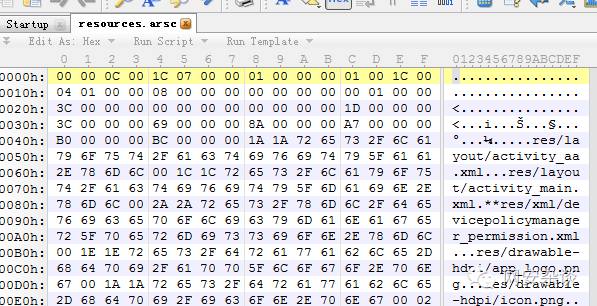 Startup × resources.arsc
Edit As: Hex Run Script Run Template
0 1 2 3 4 5 6 7 8 9 A B C D E F 0123456789ABCDEF
0000h: 00 00 0C 00 1C 07 00 00 01 00 00 00 01 00 1C 00 ................
0010h: 04 01 00 00 08 00 00 00 00 00 00 00 00 01 00 00 ................
0020h: 3C 00 00 00 00 00 00 00 00 00 00 00 1D 00 00 00 <...............
0030h: 3C 00 00 00 69 00 00 00 8A 00 00 00 A7 00 00 00 <...i...Š...§...
0040h: B0 00 00 00 BC 00 00 00 1A 1A 72 65 73 2F 6C 61 °...¼.....res/la
0050h: 79 6F 75 74 2F 61 63 74 69 76 69 74 79 5F 61 61 yout/activity_aa
0060h: 2E 78 6D 6C 00 1C 1C 72 65 73 2F 6C 61 79 6F 75 .xml...res/layou
0070h: 74 2F 61 63 74 69 76 69 74 79 5F 6D 61 69 6E 2E t/activity_main.
0080h: 78 6D 6C 00 2A 2A 72 65 73 2F 78 6D 6C 2F 64 65 xml.**res/xml/de
0090h: 76 69 63 65 70 6F 6C 69 63 79 6D 61 6E 61 67 65 vicepolicymanage
00A0h: 72 5F 70 65 72 6D 69 73 73 69 6F 6E 2E 78 6D 6C r_permission.xml
00B0h: 00 1E 1E 72 65 73 2F 64 72 61 77 61 62 6C 65 2D ...res/drawable-
00C0h: 68 64 70 69 2F 61 70 70 5F 6C 6F 67 6F 2E 70 6E hdpi/app_logo.pn
00D0h: 67 00 1A 1A 72 65 73 2F 64 72 61 77 61 62 6C 65 g...res/drawable
00E0h: 2D 68 64 70 69 2F 69 63 6F 6E 2E 70 6E 67 00 02 -hdpi/icon.png..